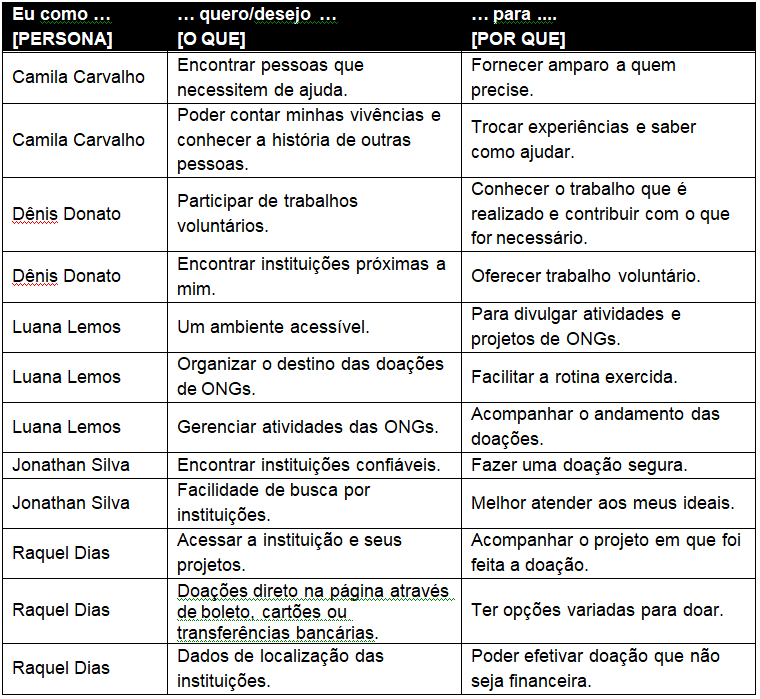 Eu como … … quero/desejo … … para ....
[PERSONA] [O QUE] [POR QUE]
Camila Carvalho
Encontrar pessoas que
necessitem de ajuda.
Fornecer amparo a quem
precise.
Camila Carvalho
Poder contar minhas vivências e
conhecer a história de outras
pessoas.
Trocar experiências e saber
como ajudar.
Dênis Donato
Participar de trabalhos
voluntários.
Conhecer o trabalho que é
realizado e contribuir com o que
for necessário.
Dênis Donato
Encontrar instituições próximas a
mim.
Oferecer trabalho voluntário.
Luana Lemos
Um ambiente acessível.
Para divulgar atividades e
projetos de ONGs.
Luana Lemos
Organizar o destino das doações
de ONGs.
Facilitar a rotina exercida.
Luana Lemos
Gerenciar atividades das ONGs.
Acompanhar o andamento das
doações.
Jonathan Silva
Encontrar instituições confiáveis.
Fazer uma doação segura.
Jonathan Silva
Facilidade de busca por
instituições.
Melhor atender aos meus ideais.
Raquel Dias
Acessar a instituição e seus
projetos.
Acompanhar o projeto em que foi
feita a doação.
Raquel Dias
Doações direto na página através
de boleto, cartões ou
transferências bancárias.
Ter opções variadas para doar.
Raquel Dias
Dados de localização das
instituições.
Poder efetivar doação que não
seja financeira.